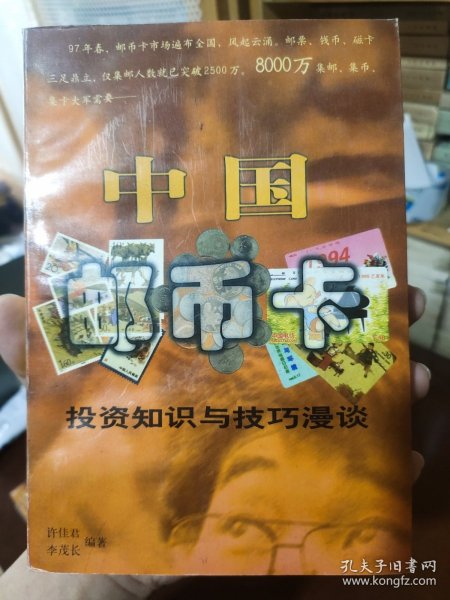 97年春，邮币卡市场遍布全国，风起云涌。邮票、钱币、磁卡
三足鼎立，仅集邮人数就已突破2500万。8000万集邮、集币、
集卡大军需要——
中国
邮币卡
投资知识与技巧漫谈
许佳君
李茂长
编著
孔夫子旧书网
www.kongfz.com